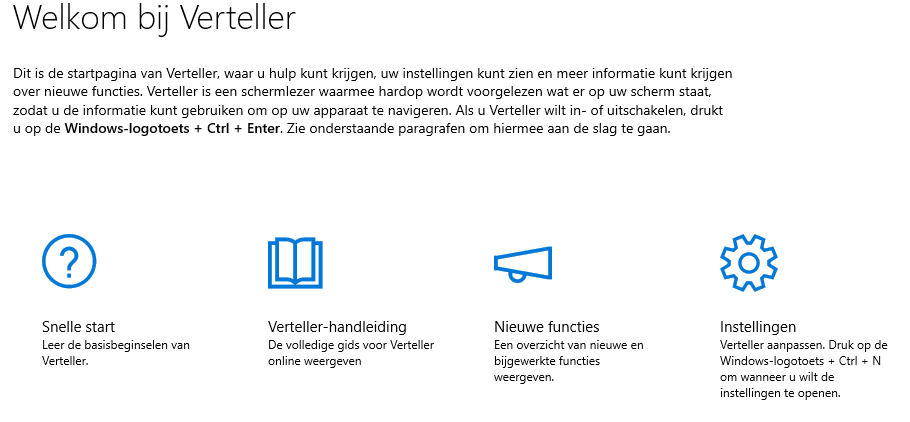 Welkom bij Verteller
Dit is de startpagina van Verteller, waar u hulp kunt krijgen, uw instellingen kunt zien en meer informatie kunt krijgen
over nieuwe functies. Verteller is een schermlezer waarmee hardop wordt voorgelezen wat er op uw scherm staat,
zodat u de informatie kunt gebruiken om op uw apparaat te navigeren. Als u Verteller wilt in- of uitschakelen, drukt
u op de Windows-logotoets + Ctrl + Enter. Zie onderstaande paragrafen om hiermee aan de slag te gaan.
Snelle start
Leer de basisbeginselen van
Verteller.
Verteller-handleiding
De volledige gids voor Verteller
online weergeven
Nieuwe functies
Een overzicht van nieuwe en
bijgewerkte functies
weergeven.
Instellingen
Verteller aanpassen. Druk op de
Windows-logotoets + Ctrl + N
om wanneer u wilt de
instellingen te openen.